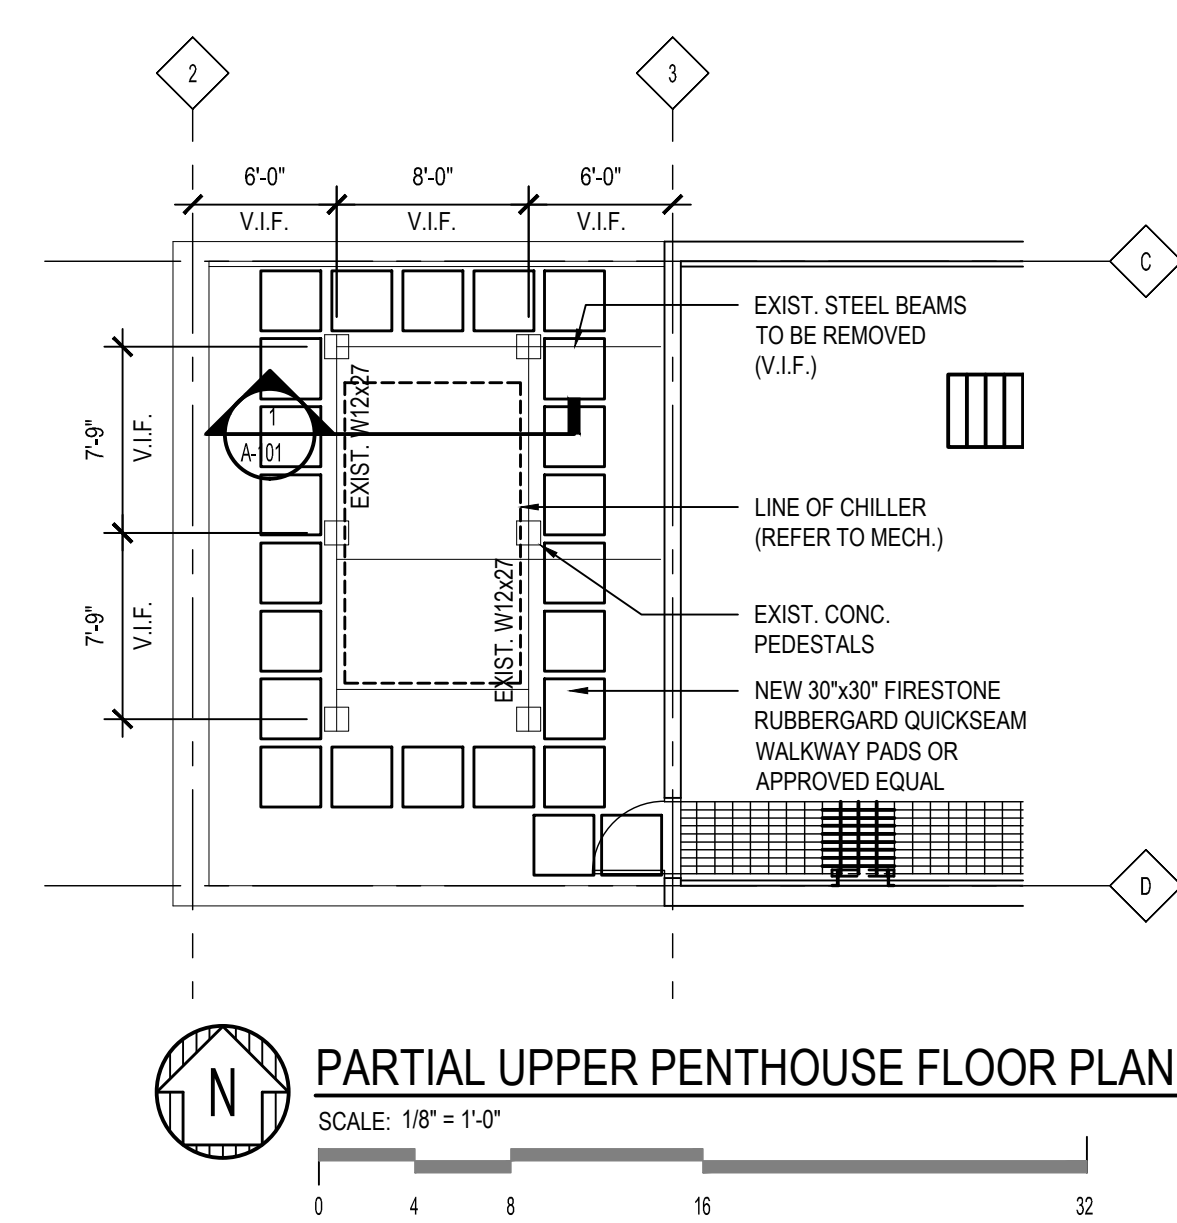 2
3
6'-0"
8'-0"
6'-0"
V.I.F.
V.I.F.
V.I.F.
C
EXIST. STEEL BEAMS
TO BE REMOVED
(V.I.F.)
7'-9"
V.I.F.
EXIST. W12x27
1
A-101
LINE OF CHILLER
(REFER TO MECH.)
7'-9"
V.I.F.
EXIST. W12x27
EXIST. CONC.
PEDESTALS
NEW 30"x30" FIRESTONE
RUBBERGARD QUICKSEAM
WALKWAY PADS OR
APPROVED EQUAL
D
N
PARTIAL UPPER PENTHOUSE FLOOR PLAN
SCALE: 1/8" = 1'-0"
0
4
8
16
32